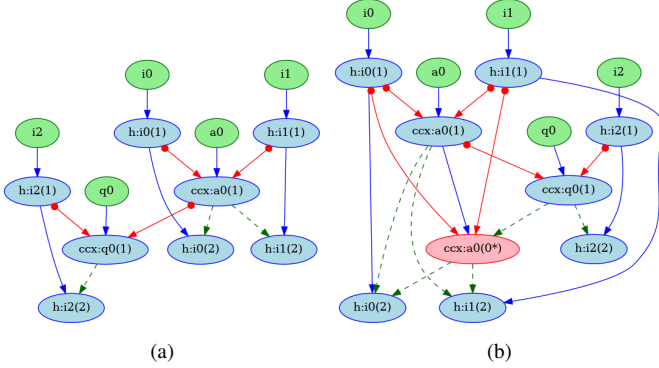 i0
i1
i2
a0
h:i0(1)
h:i1(1)
q0
h:i2(1)
ccx:a0(1)
ccx:q0(1)
h:i0(2)
h:i1(2)
h:i2(2)
(a)
i0
i1
a0
i2
h:i0(1)
h:i1(1)
q0
ccx:a0(1)
h:i2(1)
ccx:q0(1)
ccx:a0(0*)
h:i2(2)
h:i0(2)
h:i1(2)
(b)